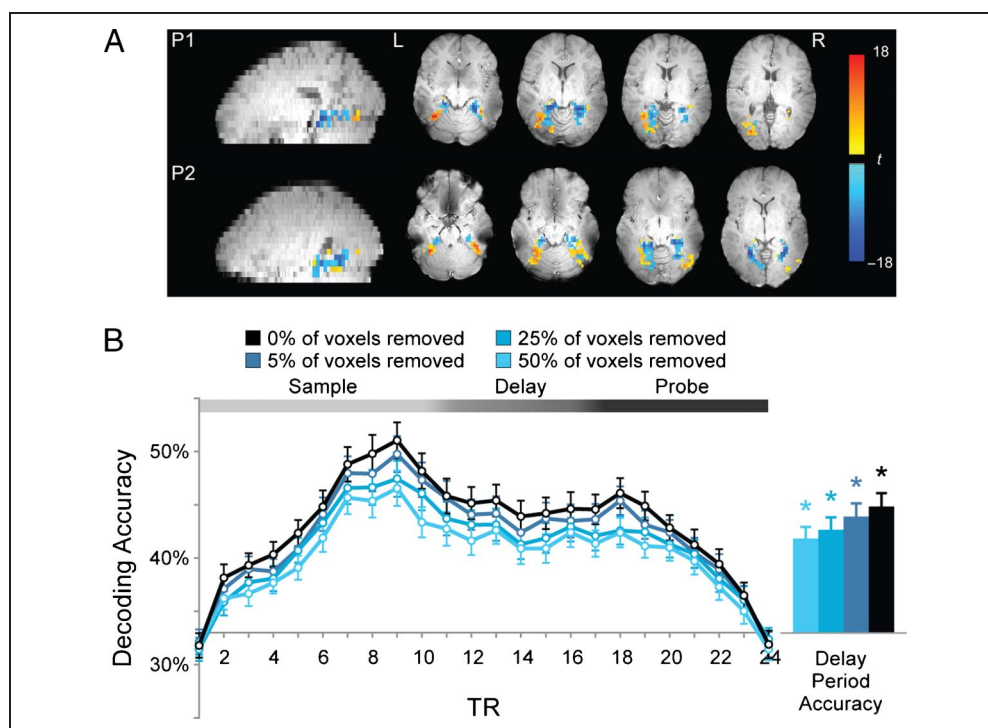 A
P1
L
R
18
t
P2
−18
B
0% of voxels removed
25% of voxels removed
5% of voxels removed
50% of voxels removed
Sample
Delay
Probe
50%
40%
30%
Decoding Accuracy
* * * *
2 4 6 8 10 12 14 16 18 20 22 24
TR
Delay
Period
Accuracy